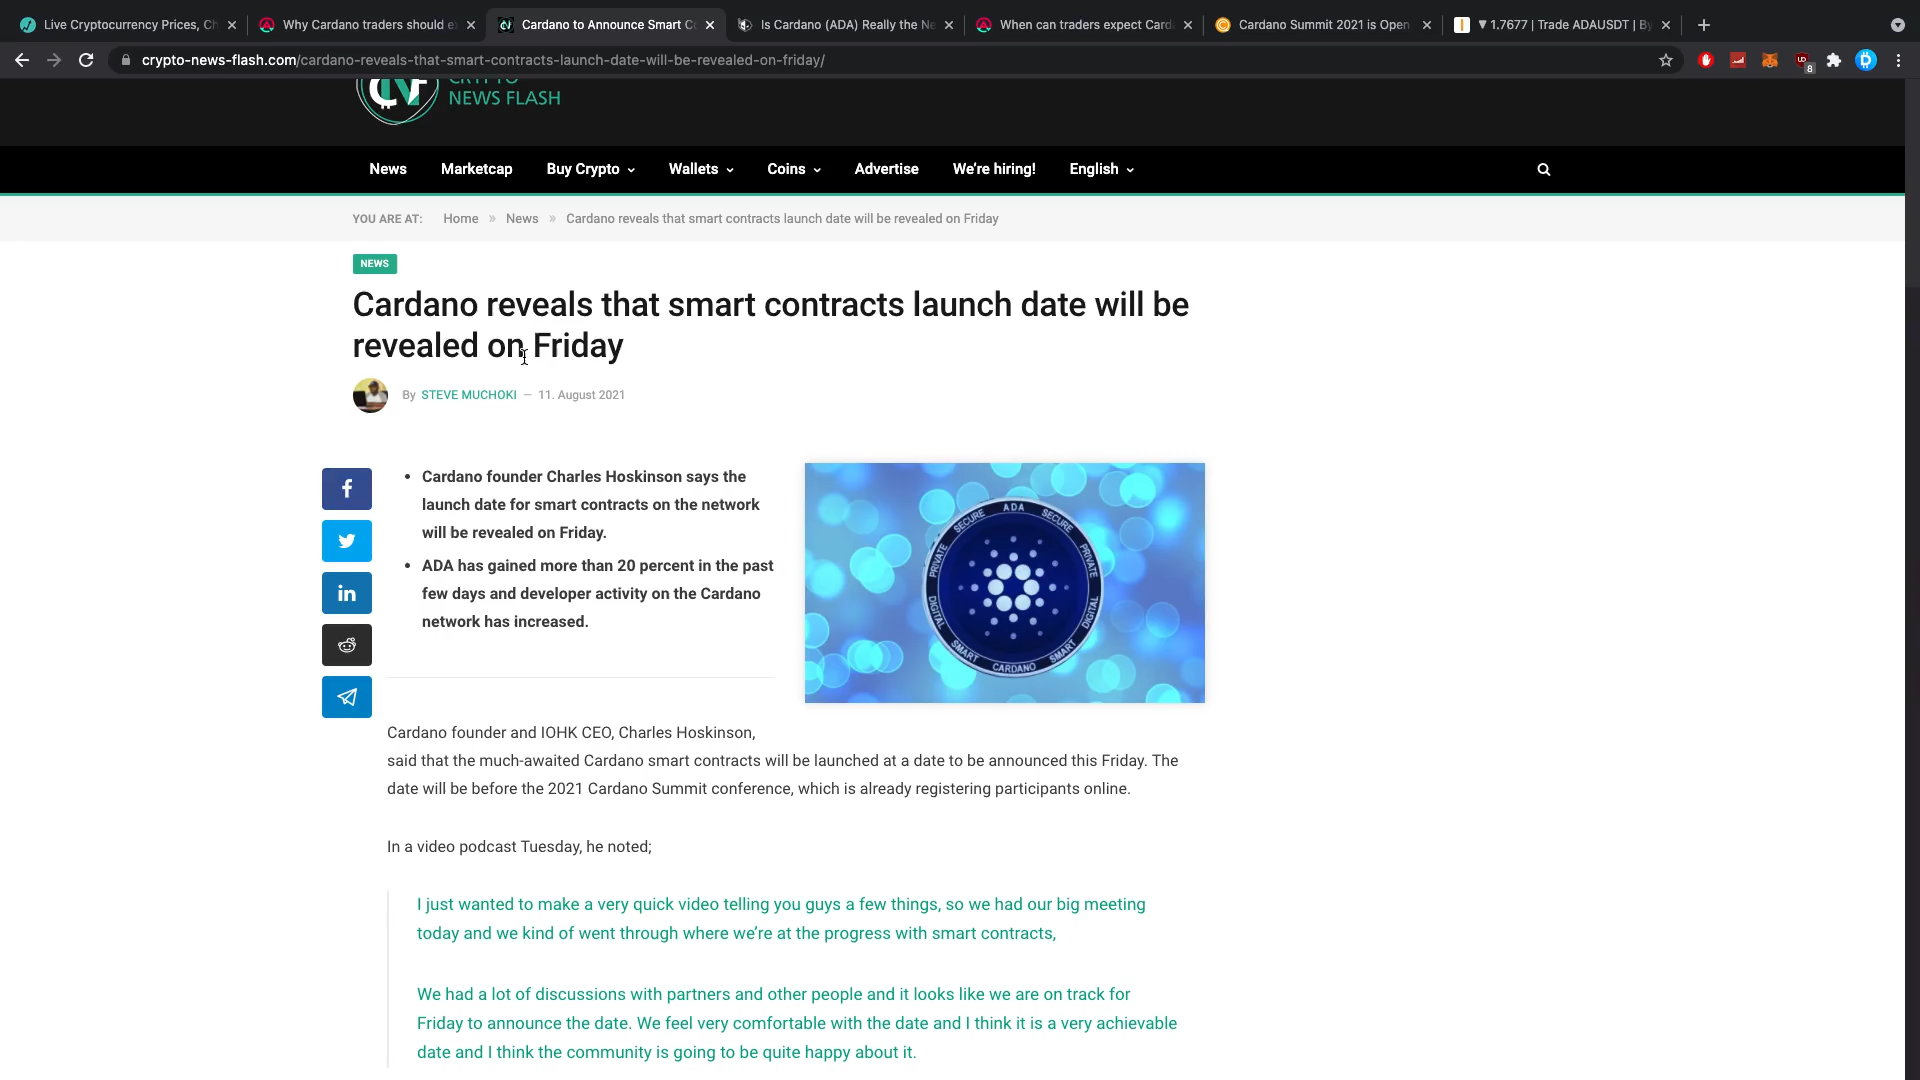 Live Cryptocurrency Prices, Ch
Why Cardano traders should e
Cardano to Announce Smart C
Is Cardano (ADA) Really the Ne
When can traders expect Carda
Cardano Summit 2021 is Open
▼1.7677 | Trade ADAUSDT | By
crypto-news-flash.com/cardano-reveals-that-smart-contracts-launch-date-will-be-revealed-on-friday/
8
CRYPTO
NEWS FLASH
News Marketcap Buy Crypto Wallets Coins Advertise We're hiring! English
YOU ARE AT: Home » News » Cardano reveals that smart contracts launch date will be revealed on Friday
NEWS
Cardano reveals that smart contracts launch date will be
revealed on Friday
By STEVE MUCHOKI — 11. August 2021
• Cardano founder Charles Hoskinson says the
launch date for smart contracts on the network
will be revealed on Friday.
• ADA has gained more than 20 percent in the past
few days and developer activity on the Cardano
network has increased.
ADA SECURE PRIVATE DIGITAL SMART CARDANO SMART DIGITAL PRIVATE SECURE
Cardano founder and IOHK CEO, Charles Hoskinson,
said that the much-awaited Cardano smart contracts will be launched at a date to be announced this Friday. The
date will be before the 2021 Cardano Summit conference, which is already registering participants online.
In a video podcast Tuesday, he noted;
I just wanted to make a very quick video telling you guys a few things, so we had our big meeting
today and we kind of went through where we're at the progress with smart contracts,
We had a lot of discussions with partners and other people and it looks like we are on track for
Friday to announce the date. We feel very comfortable with the date and I think it is a very achievable
date and I think the community is going to be quite happy about it.